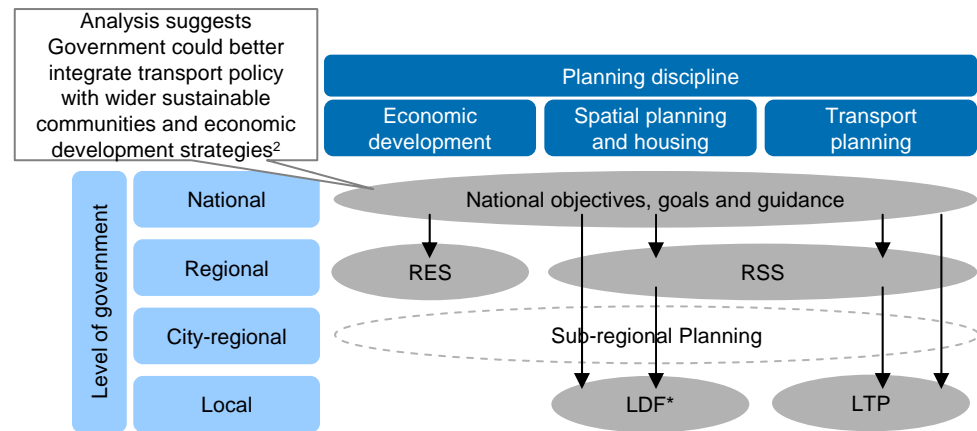 Analysis suggests
Government could better
integrate transport policy
with wider sustainable
communities and economic
development strategies²
Planning discipline
Economic
development
Spatial planning
and housing
Transport
planning
Level of government
National
National objectives, goals and guidance
Regional
RES
RSS
City-regional
Sub-regional Planning
Local
LDF*
LTP